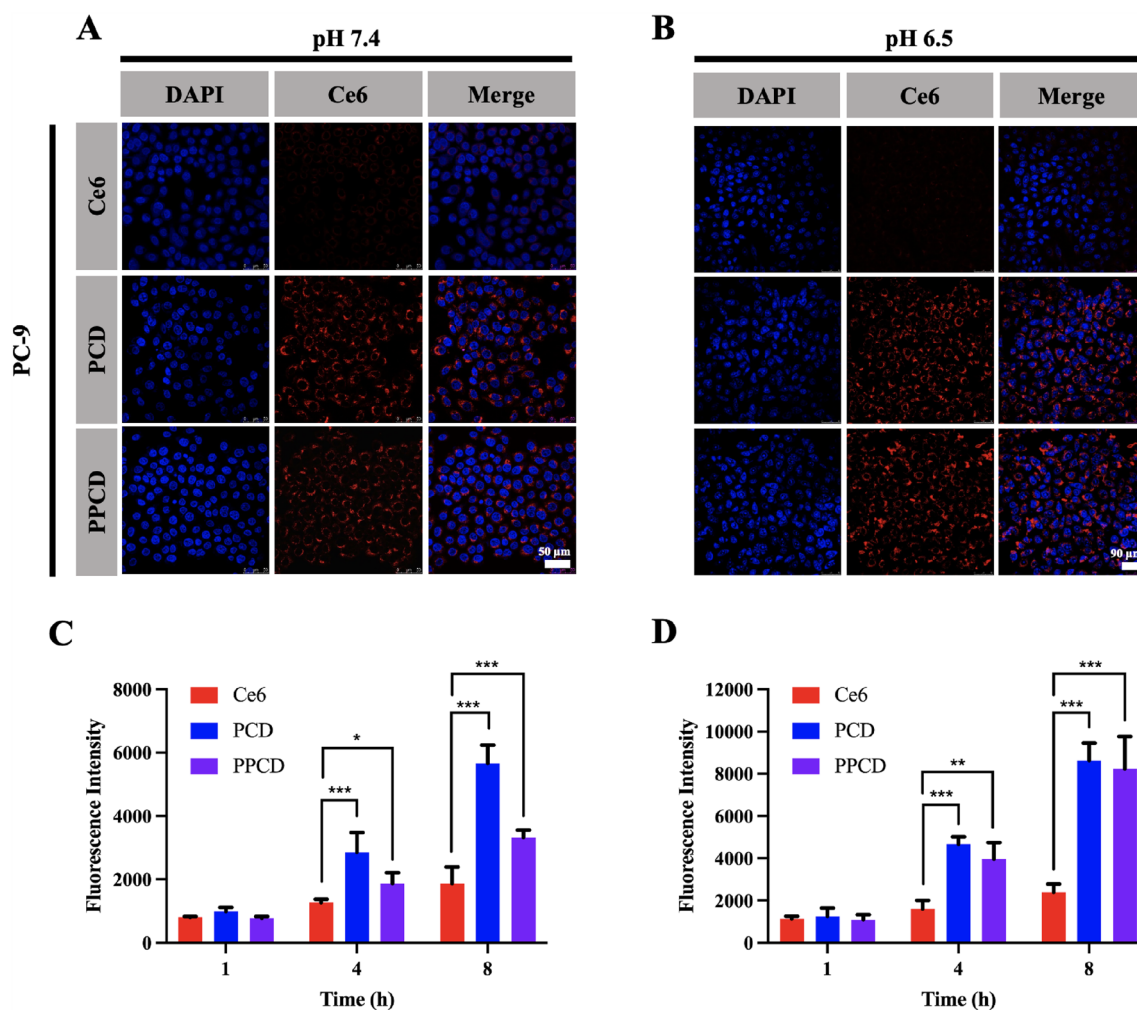 A
pH 7.4
DAPI
Ce6
Merge
PC-9
Ce6
PCD
PPCD
50 μm
B
pH 6.5
DAPI
Ce6
Merge
90 μm
C
Fluorescence Intensity
8000
6000
4000
2000
0
Ce6
PCD
PPCD
*
***
***
***
1
4
8
Time (h)
D
Fluorescence Intensity
12000
10000
8000
6000
4000
2000
0
Ce6
PCD
PPCD
**
***
***
***
1
4
8
Time (h)